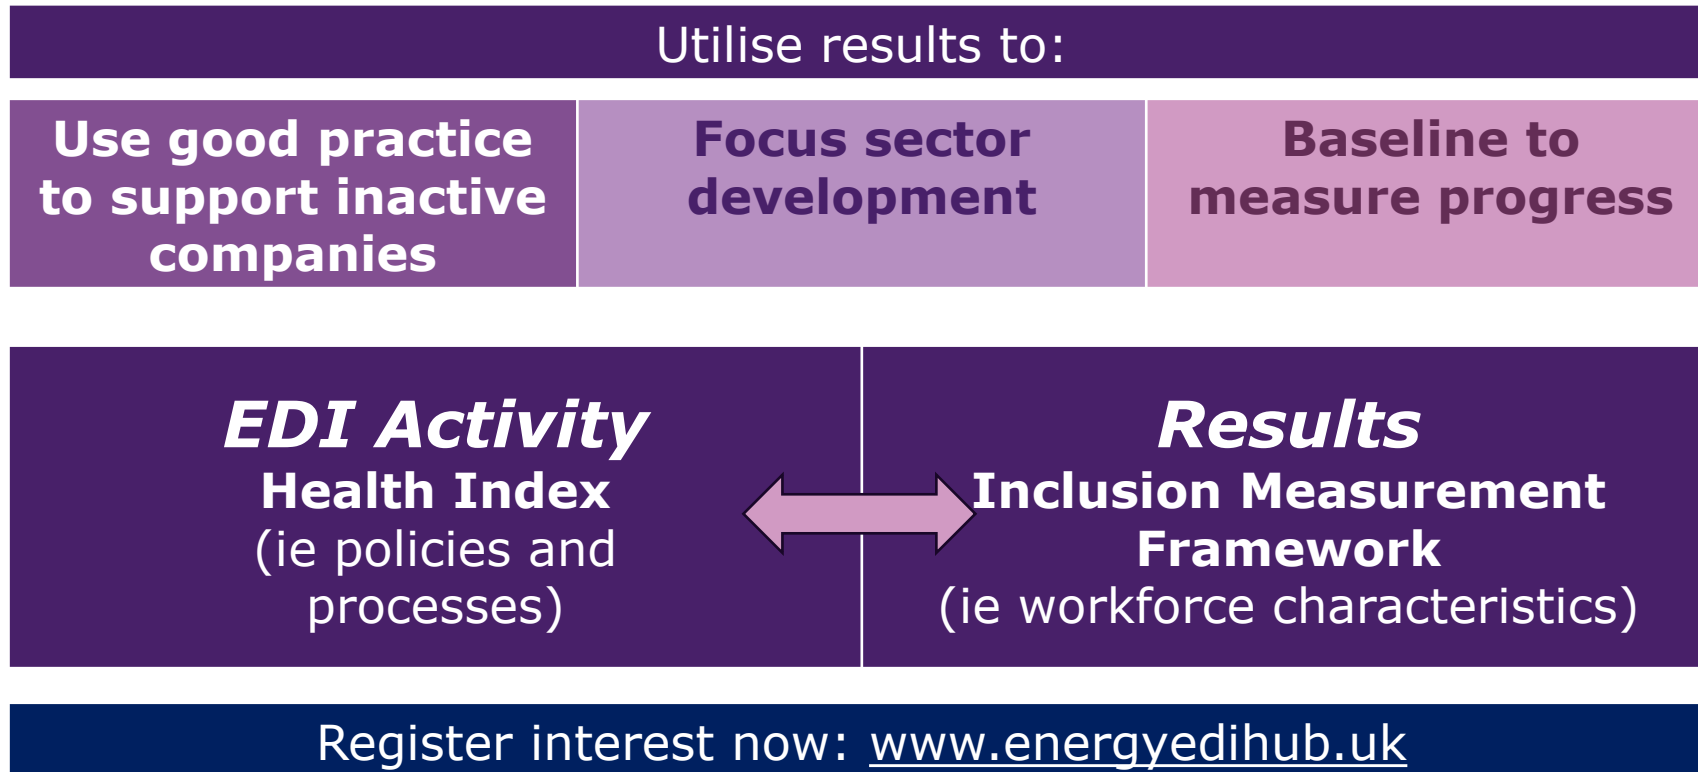 Utilise results to:
Use good practice
to support inactive
companies
Focus sector
development
Baseline to
measure progress
EDI Activity
Health Index
(ie policies and
processes)
Results
Inclusion Measurement
Framework
(ie workforce characteristics)
Register interest now: www.energyedihub.uk